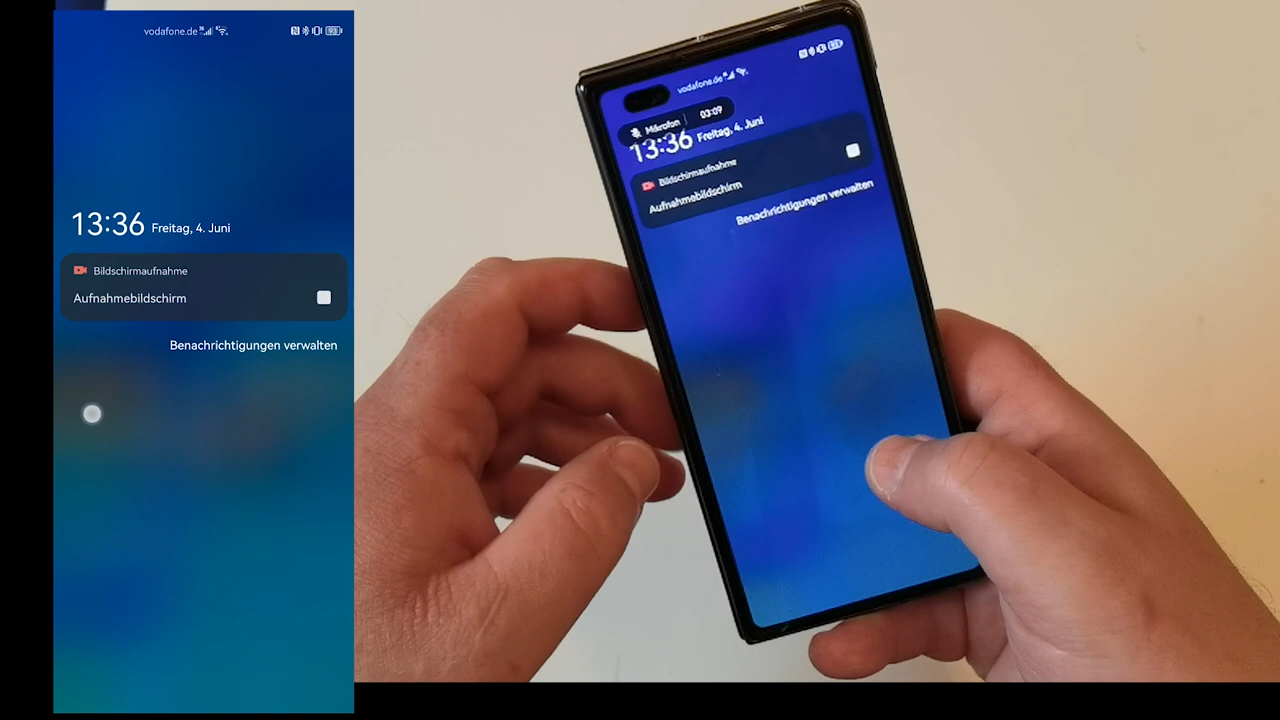 vodafone.de
93
13:36 Freitag, 4. Juni
Bildschirmaufnahme
Aufnahmebildschirm
Benachrichtigungen verwalten
vodafone.de
Mikrofon 03:09
13:36 Freitag, 4. Juni
Bildschirmaufnahme
Aufnahmebildschirm
Benachrichtigungen verwalten